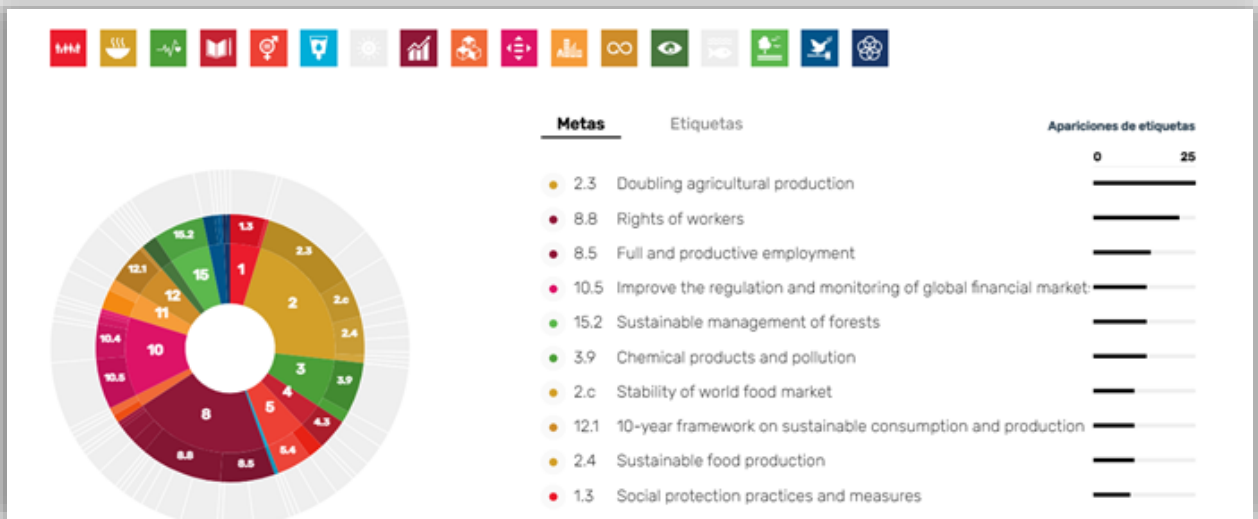 Metas Etiquetas Apariciones de etiquetas
0 25
2.3 Doubling agricultural production
8.8 Rights of workers
8.5 Full and productive employment
10.5 Improve the regulation and monitoring of global financial market
15.2 Sustainable management of forests
3.9 Chemical products and pollution
2.c Stability of world food market
12.1 10-year framework on sustainable consumption and production
2.4 Sustainable food production
1.3 Social protection practices and measures
1.3
2.3
2.c
2.4
3.9
4.3
5.4
8.5
8.8
10.5
10.4
12.1
15.2
1
2
3
4
5
8
10
11
12
15